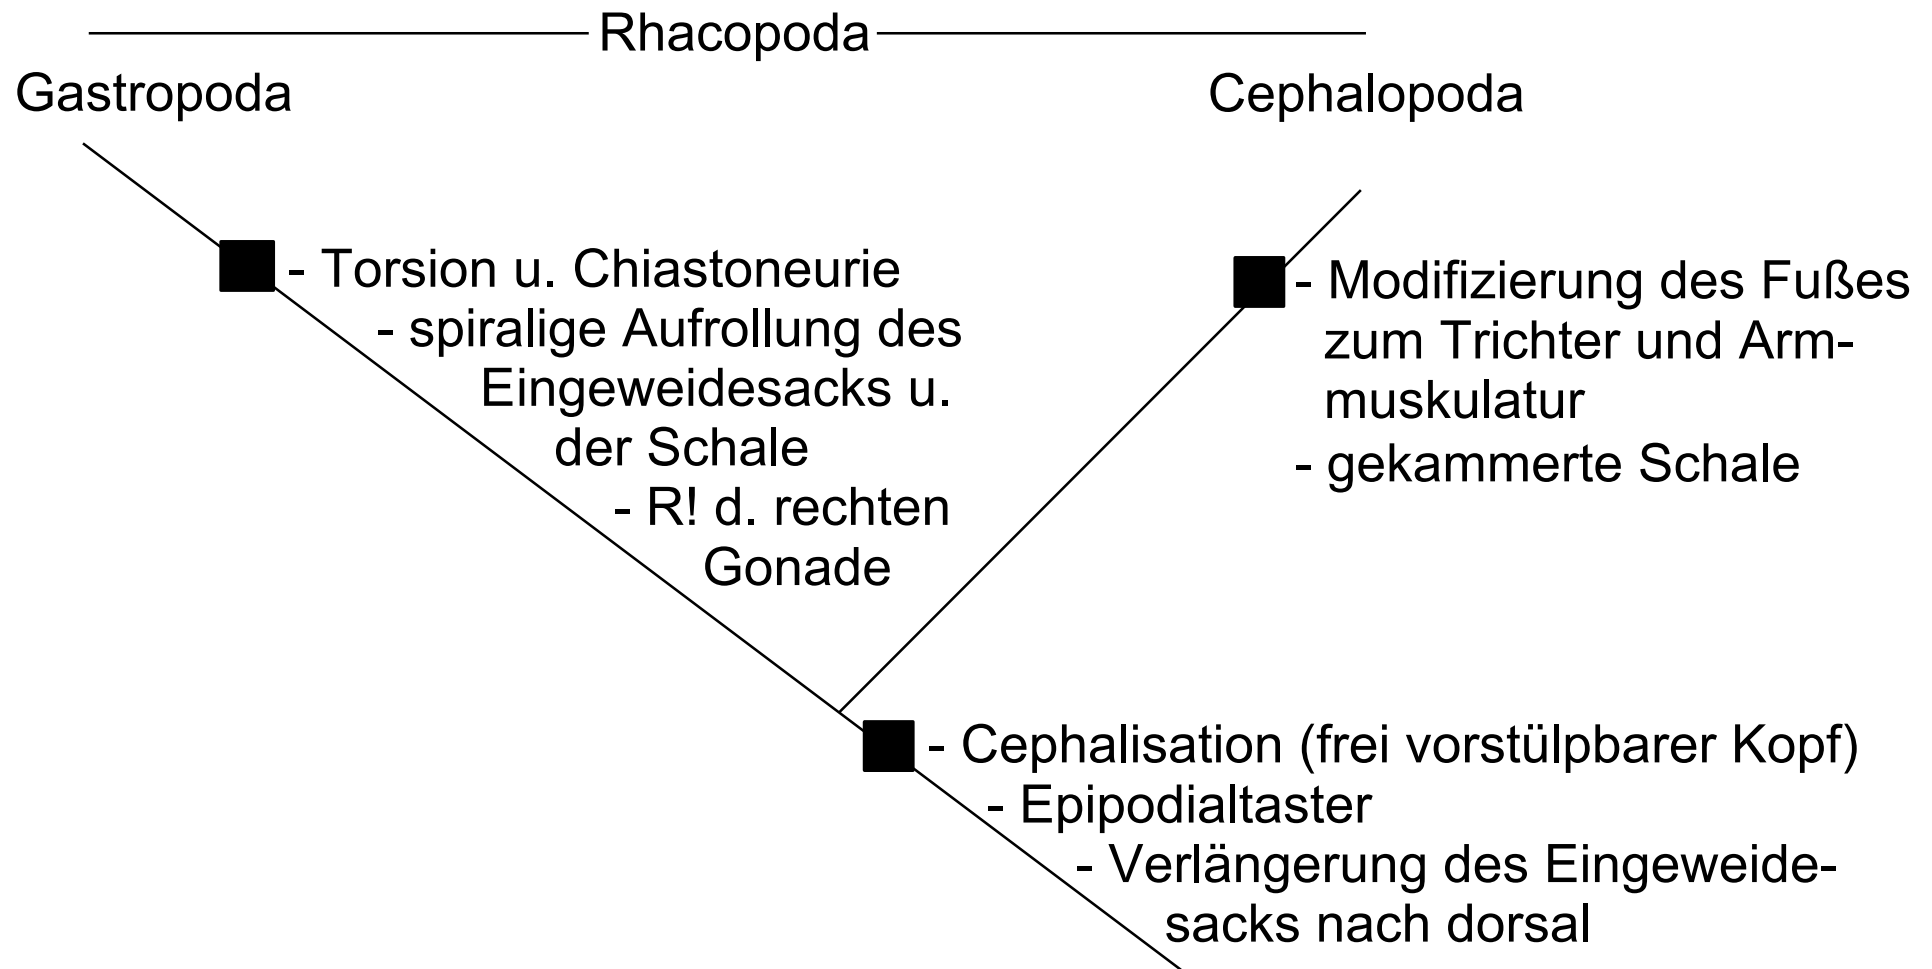 Rhacopoda
Gastropoda
Cephalopoda
- Torsion u. Chiastoneurie
- spiralige Aufrollung des
Eingeweidesacks u.
der Schale
- R! d. rechten
Gonade
- Modifizierung des Fußes
zum Trichter und Arm-
muskulatur
- gekammerte Schale
- Cephalisation (frei vorstülpbarer Kopf)
- Epipodialtaster
- Verlängerung des Eingeweide-
sacks nach dorsal